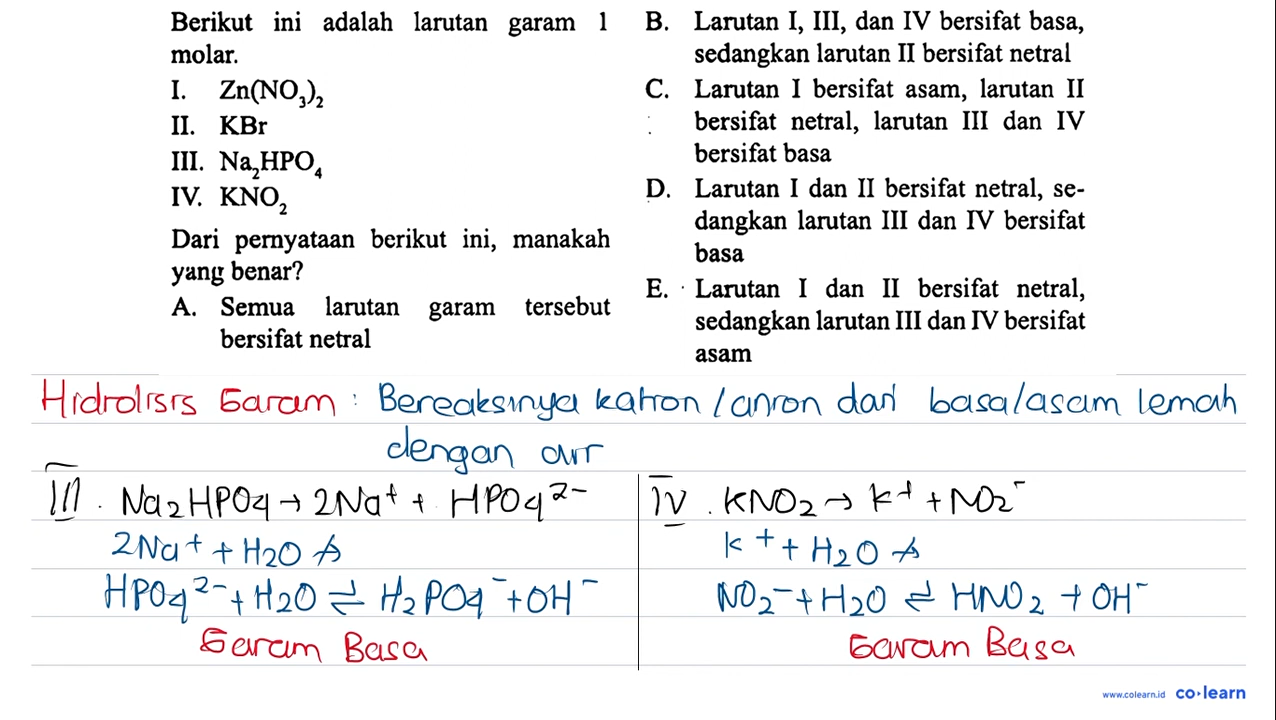 Berikut ini adalah larutan garam 1
molar.
I. Zn(NO₃)₂
II. KBr
III. Na₂HPO₄
IV. KNO₂
Dari pernyataan berikut ini, manakah
yang benar?
A. Semua larutan garam tersebut
bersifat netral
B. Larutan I, III, dan IV bersifat basa,
sedangkan larutan II bersifat netral
C. Larutan I bersifat asam, larutan II
bersifat netral, larutan III dan IV
bersifat basa
D. Larutan I dan II bersifat netral, se-
dangkan larutan III dan IV bersifat
basa
E. Larutan I dan II bersifat netral,
sedangkan larutan III dan IV bersifat
asam
Hidrolisis Garam : Bereaksinya kation/anion dari basa/asam lemah
dengan air
III. Na₂HPO₄ → 2Na⁺ + HPO₄²⁻
2Na⁺ + H₂O ↛
HPO₄²⁻ + H₂O ⇌ H₂PO₄⁻ + OH⁻
Garam Basa
IV. KNO₂ → K⁺ + NO₂⁻
K⁺ + H₂O ↛
NO₂⁻ + H₂O ⇌ HNO₂ + OH⁻
Garam Basa
www.colearn.id co·learn